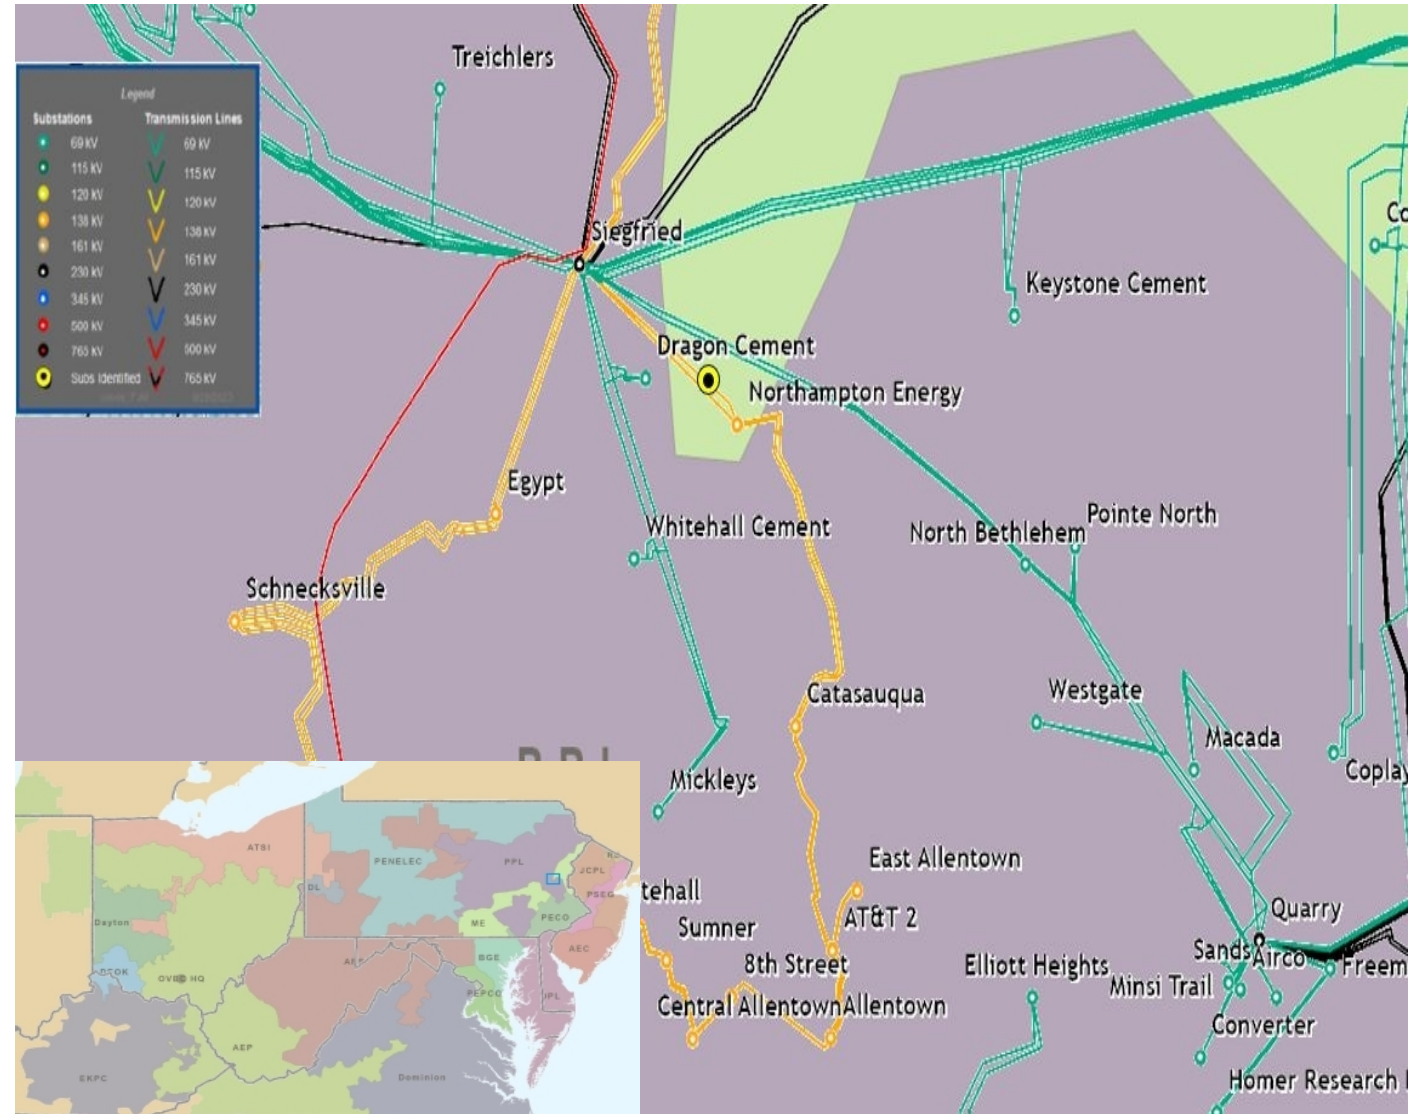 Treichlers
Legend
Substations
Transmission Lines
69 kV
69 kV
115 kV
115 kV
120 kV
120 kV
138 kV
138 kV
161 kV
161 kV
230 kV
230 kV
345 kV
345 kV
500 kV
500 kV
765 kV
765 kV
Subs Identified
Siegfried
Keystone Cement
Dragon Cement
Northampton Energy
Egypt
Whitehall Cement
North Bethlehem
Pointe North
Schnecksville
Catasauqua
Westgate
Macada
Mickleys
Coplay
East Allentown
tehall
AT&T 2
Sumner
Quarry
Sands
Airco
Freem
8th Street
Elliott Heights
Minsi Trail
Central Allentown
Allentown
Converter
Homer Research
ATSI
PENELEC
PPL
JCPL
DL
PSEG
Dayton
ME
PECO
AEC
BGE
OVEC HQ
PEPCO
AEP
EKPC
Dominion